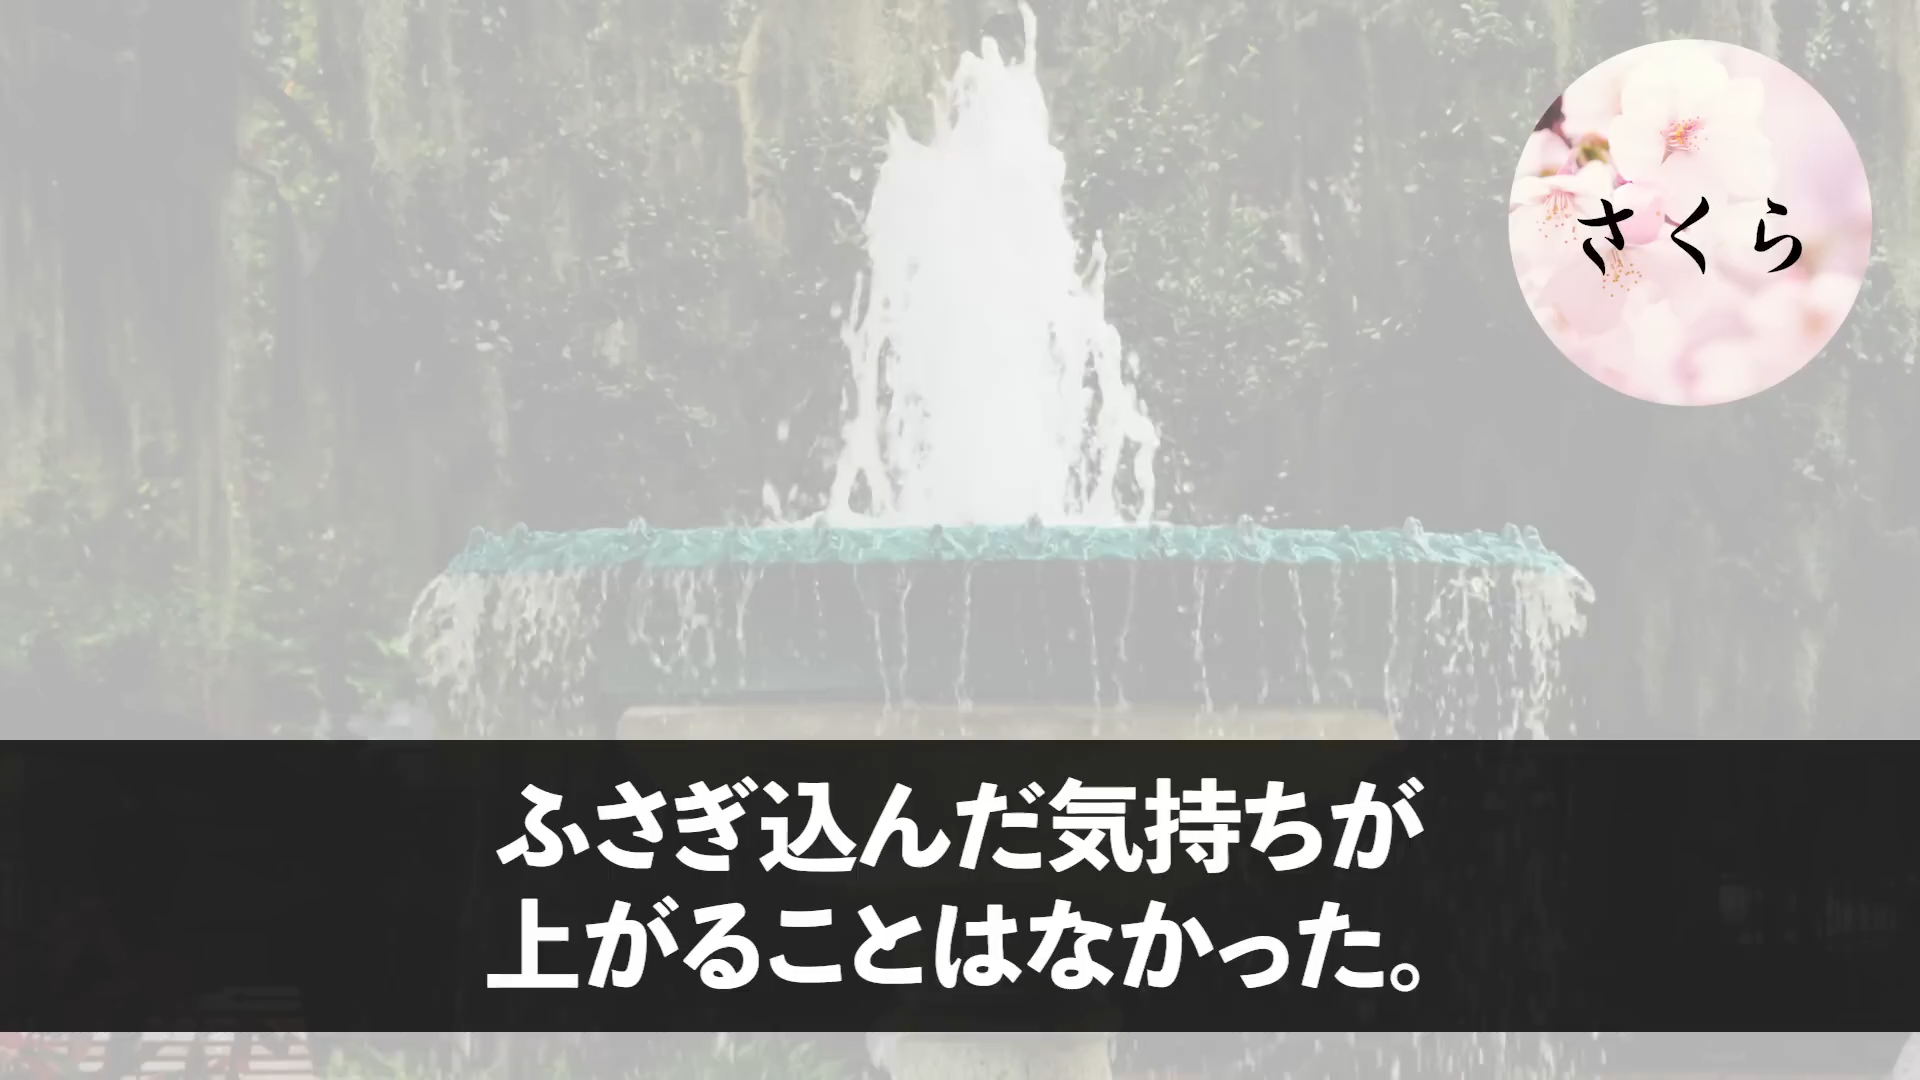 さくら
ふさぎ込んだ気持ちが
上がることはなかった。